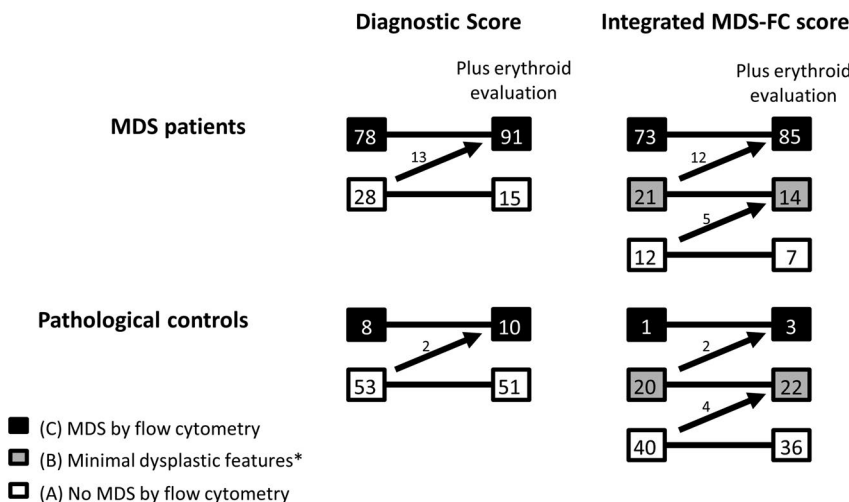 Diagnostic Score
Integrated MDS-FC score
Plus erythroid
evaluation
Plus erythroid
evaluation
MDS patients
78
91
73
85
13
12
28
15
21
14
5
12
7
Pathological controls
8
10
1
3
2
2
53
51
20
22
4
40
36
(C) MDS by flow cytometry
(B) Minimal dysplastic features*
(A) No MDS by flow cytometry